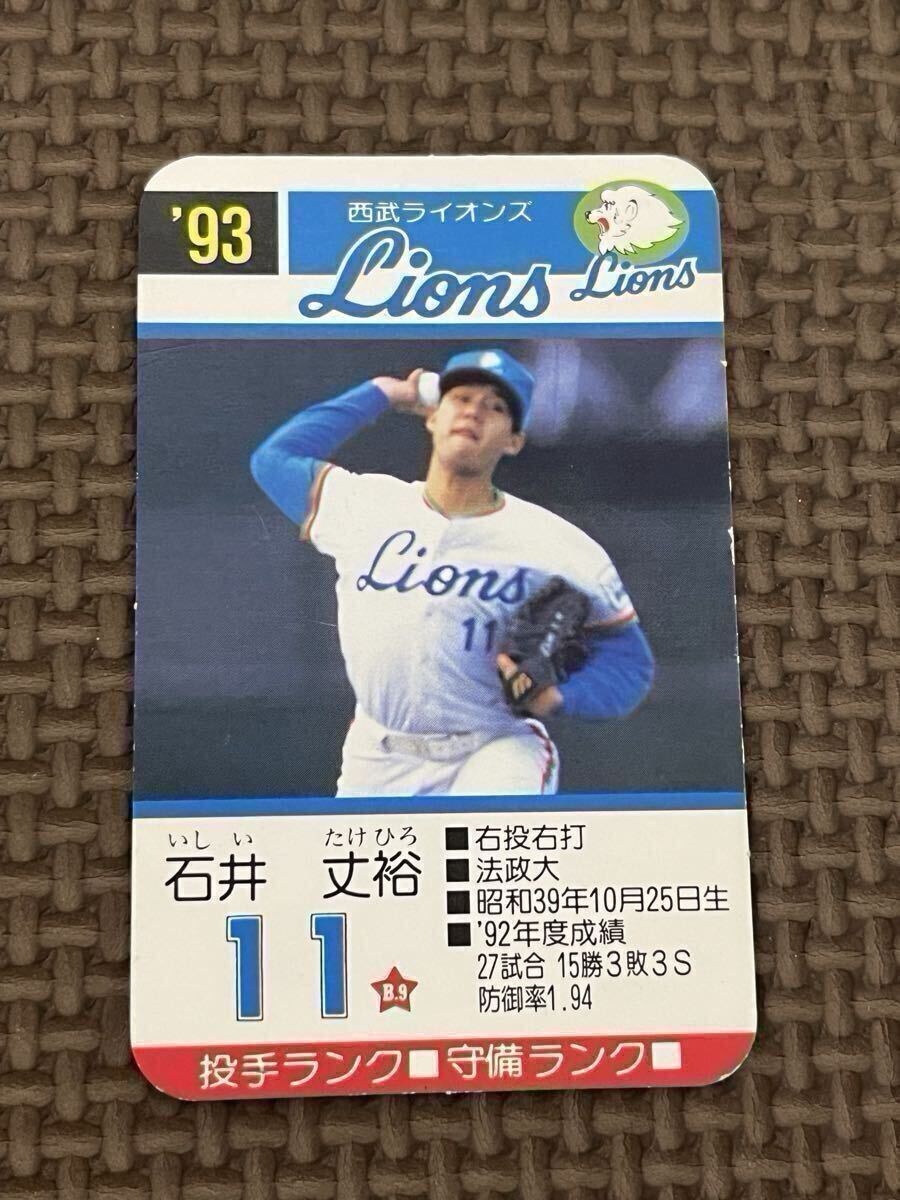 '93
西武ライオンズ
Lions
Lions
Lions
11
いしい たけひろ
石井 丈裕
11
B.9
■右投右打
■法政大
■昭和39年10月25日生
■'92年度成績
27試合 15勝3敗3S
防御率1.94
投手ランク□ 守備ランク□